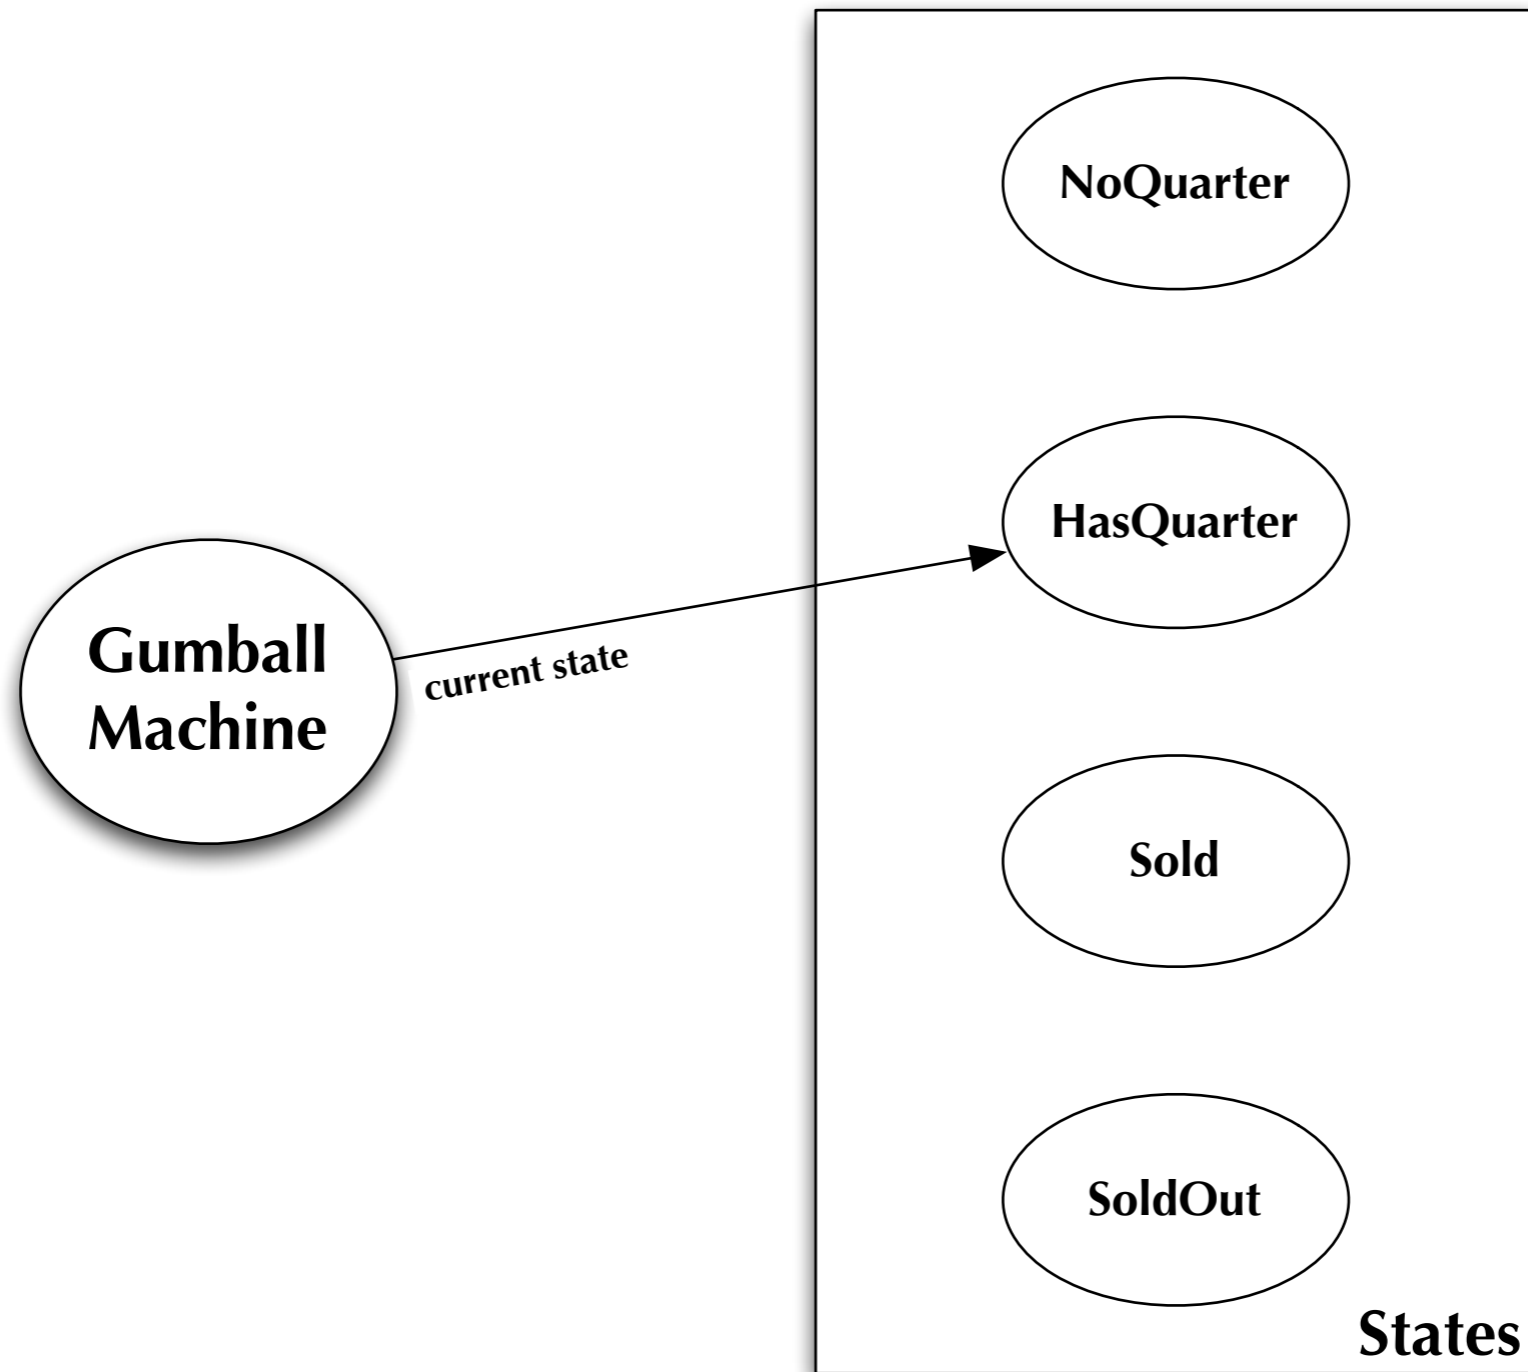 NoQuarter
HasQuarter
Gumball
Machine
current state
Sold
SoldOut
States